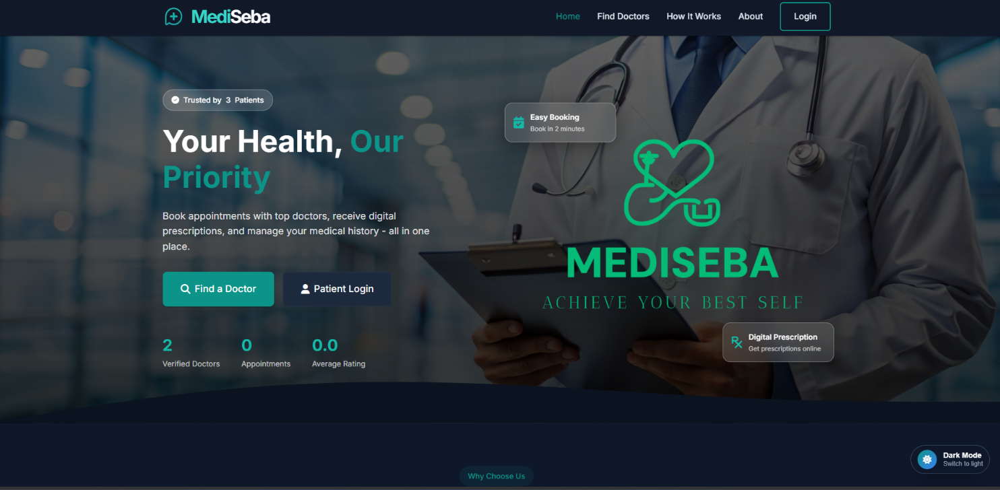 MediSeba
Home
Find Doctors
How It Works
About
Login
Trusted by 3 Patients
Your Health, Our
Priority
Book appointments with top doctors, receive digital
prescriptions, and manage your medical history - all in one
place.
Find a Doctor
Patient Login
2
Verified Doctors
0
Appointments
0.0
Average Rating
Easy Booking
Book in 2 minutes
MEDISEBA
ACHIEVE YOUR BEST SELF
Digital Prescription
Get prescriptions online
Why Choose Us
Dark Mode
Switch to light